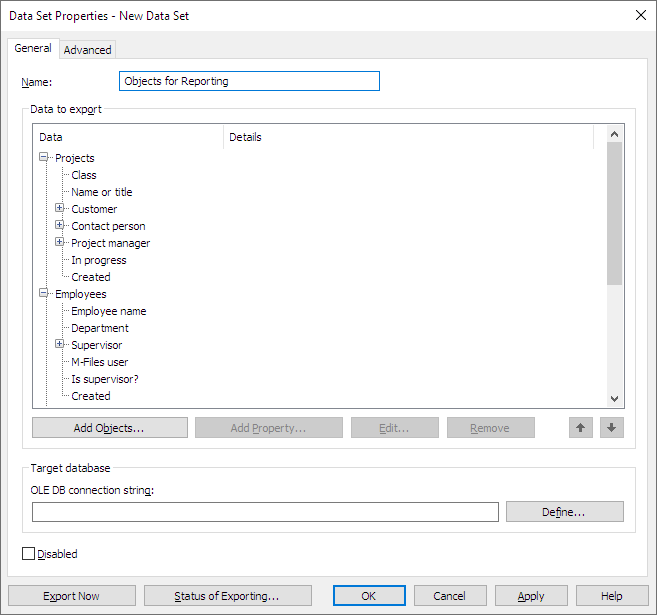 Data Set Properties - New Data Set
General Advanced
Name: Objects for Reporting
Data to export
Data Details
Projects
Class
Name or title
Customer
Contact person
Project manager
In progress
Created
Employees
Employee name
Department
Supervisor
M-Files user
Is supervisor?
Created
Add Objects... Add Property... Edit... Remove
Target database
OLE DB connection string:
Define...
Disabled
Export Now Status of Exporting... OK Cancel Apply Help